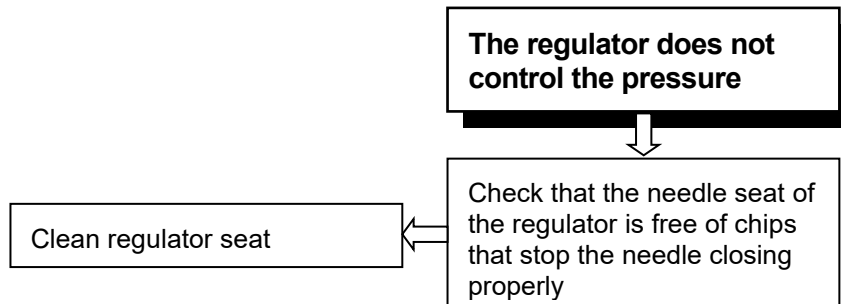 The regulator does not
control the pressure
Check that the needle seat of
the regulator is free of chips
that stop the needle closing
properly
Clean regulator seat